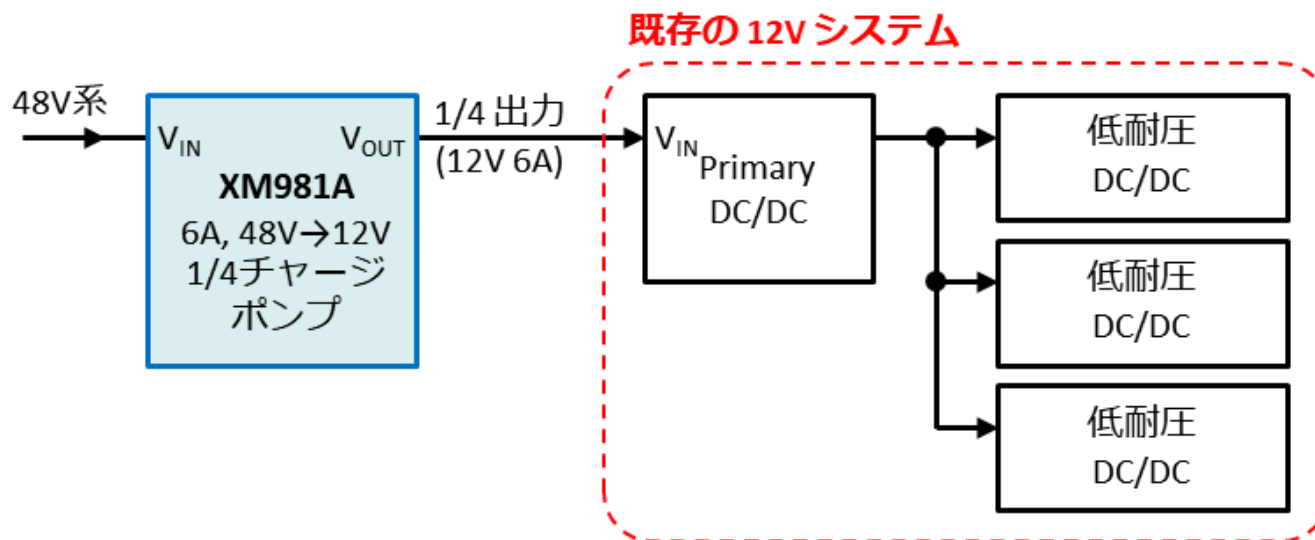 既存の 12V システム
48V系
VIN
VOUT
XM981A
6A, 48V→12V
1/4チャージ
ポンプ
1/4 出力
(12V 6A)
VIN
Primary
DC/DC
低耐圧
DC/DC
低耐圧
DC/DC
低耐圧
DC/DC